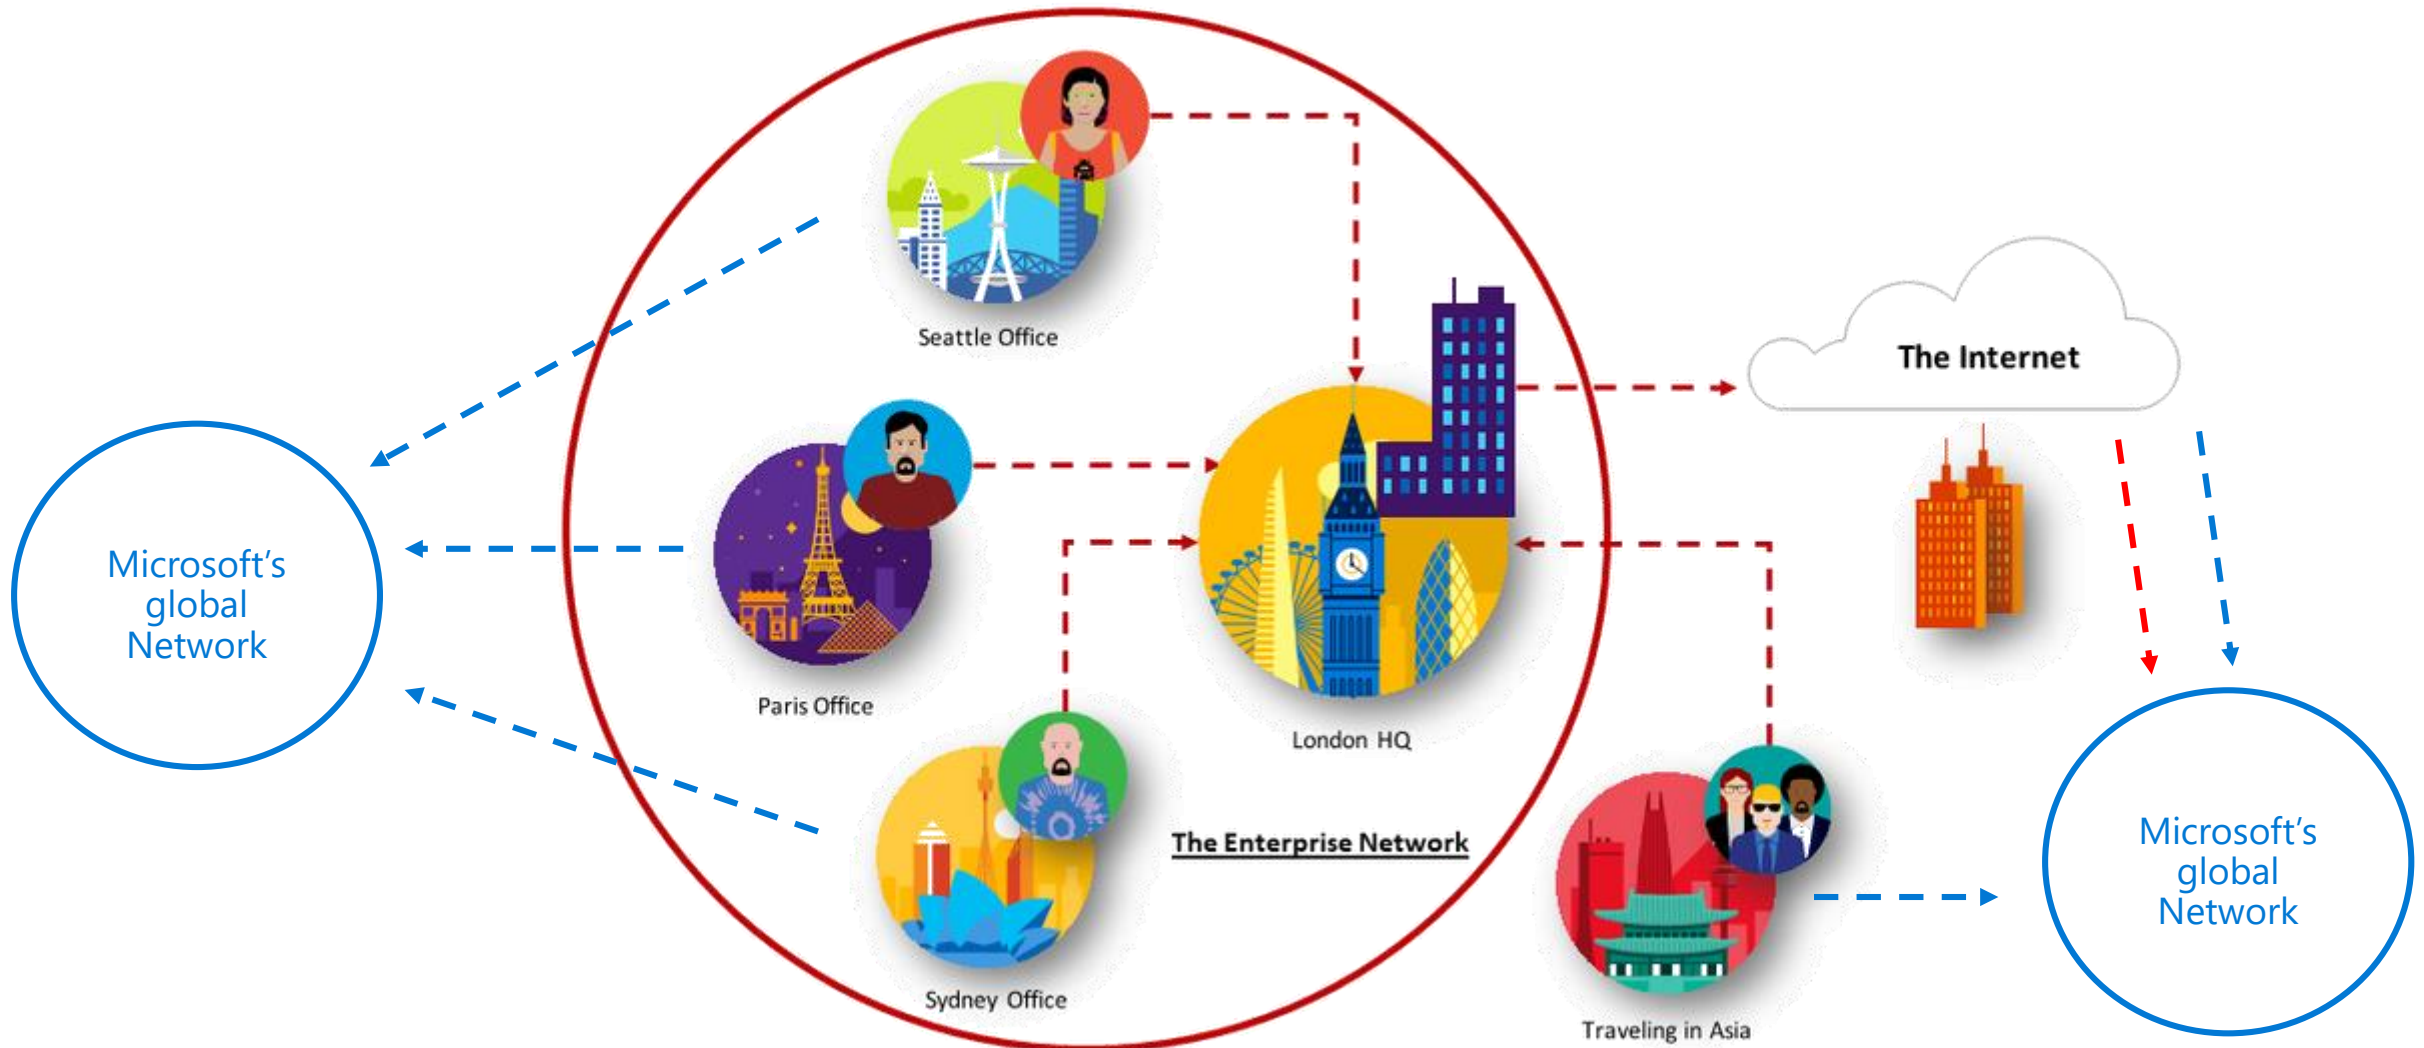 Seattle Office
The Internet
Microsoft's
global
Network
Paris Office
London HQ
The Enterprise Network
Microsoft's
global
Network
Sydney Office
Traveling in Asia